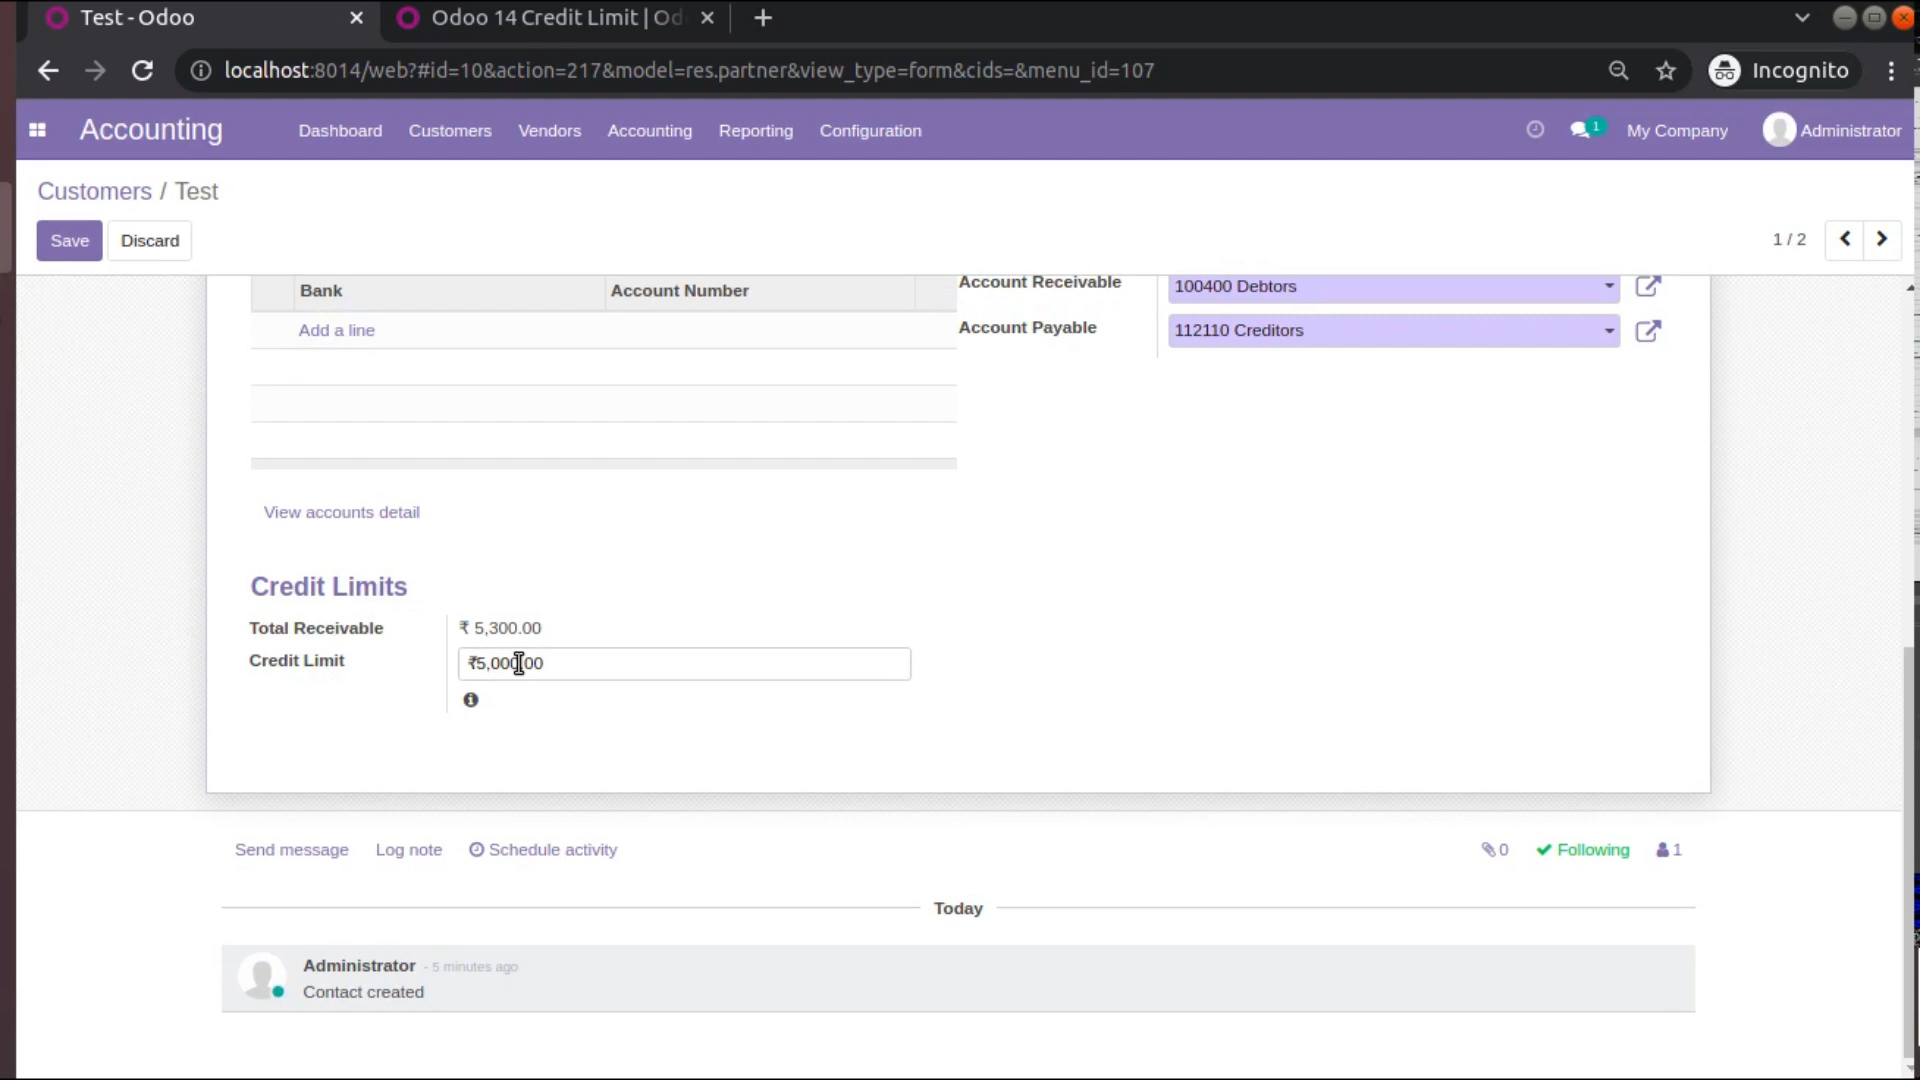 Test - Odoo
Odoo 14 Credit Limit | Od
localhost:8014/web?#id=10&action=217&model=res.partner&view_type=form&cids=&menu_id=107
Incognito
Accounting Dashboard Customers Vendors Accounting Reporting Configuration 1 My Company Administrator
Customers / Test
Save Discard 1 / 2
Bank Account Number Account Receivable 100400 Debtors
Add a line Account Payable 112110 Creditors
View accounts detail
Credit Limits
Total Receivable ₹ 5,300.00
Credit Limit ₹5,000.00
Send message Log note Schedule activity 0 Following 1
Today
Administrator - 5 minutes ago
Contact created